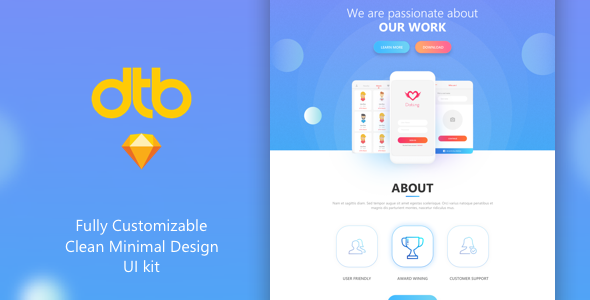 dtb
Fully Customizable
Clean Minimal Design
UI kit
We are passionate about
OUR WORK
LEARN MORE
DOWNLOAD
Dating
ABOUT
USER FRIENDLY
AWARD WINING
CUSTOMER SUPPORT